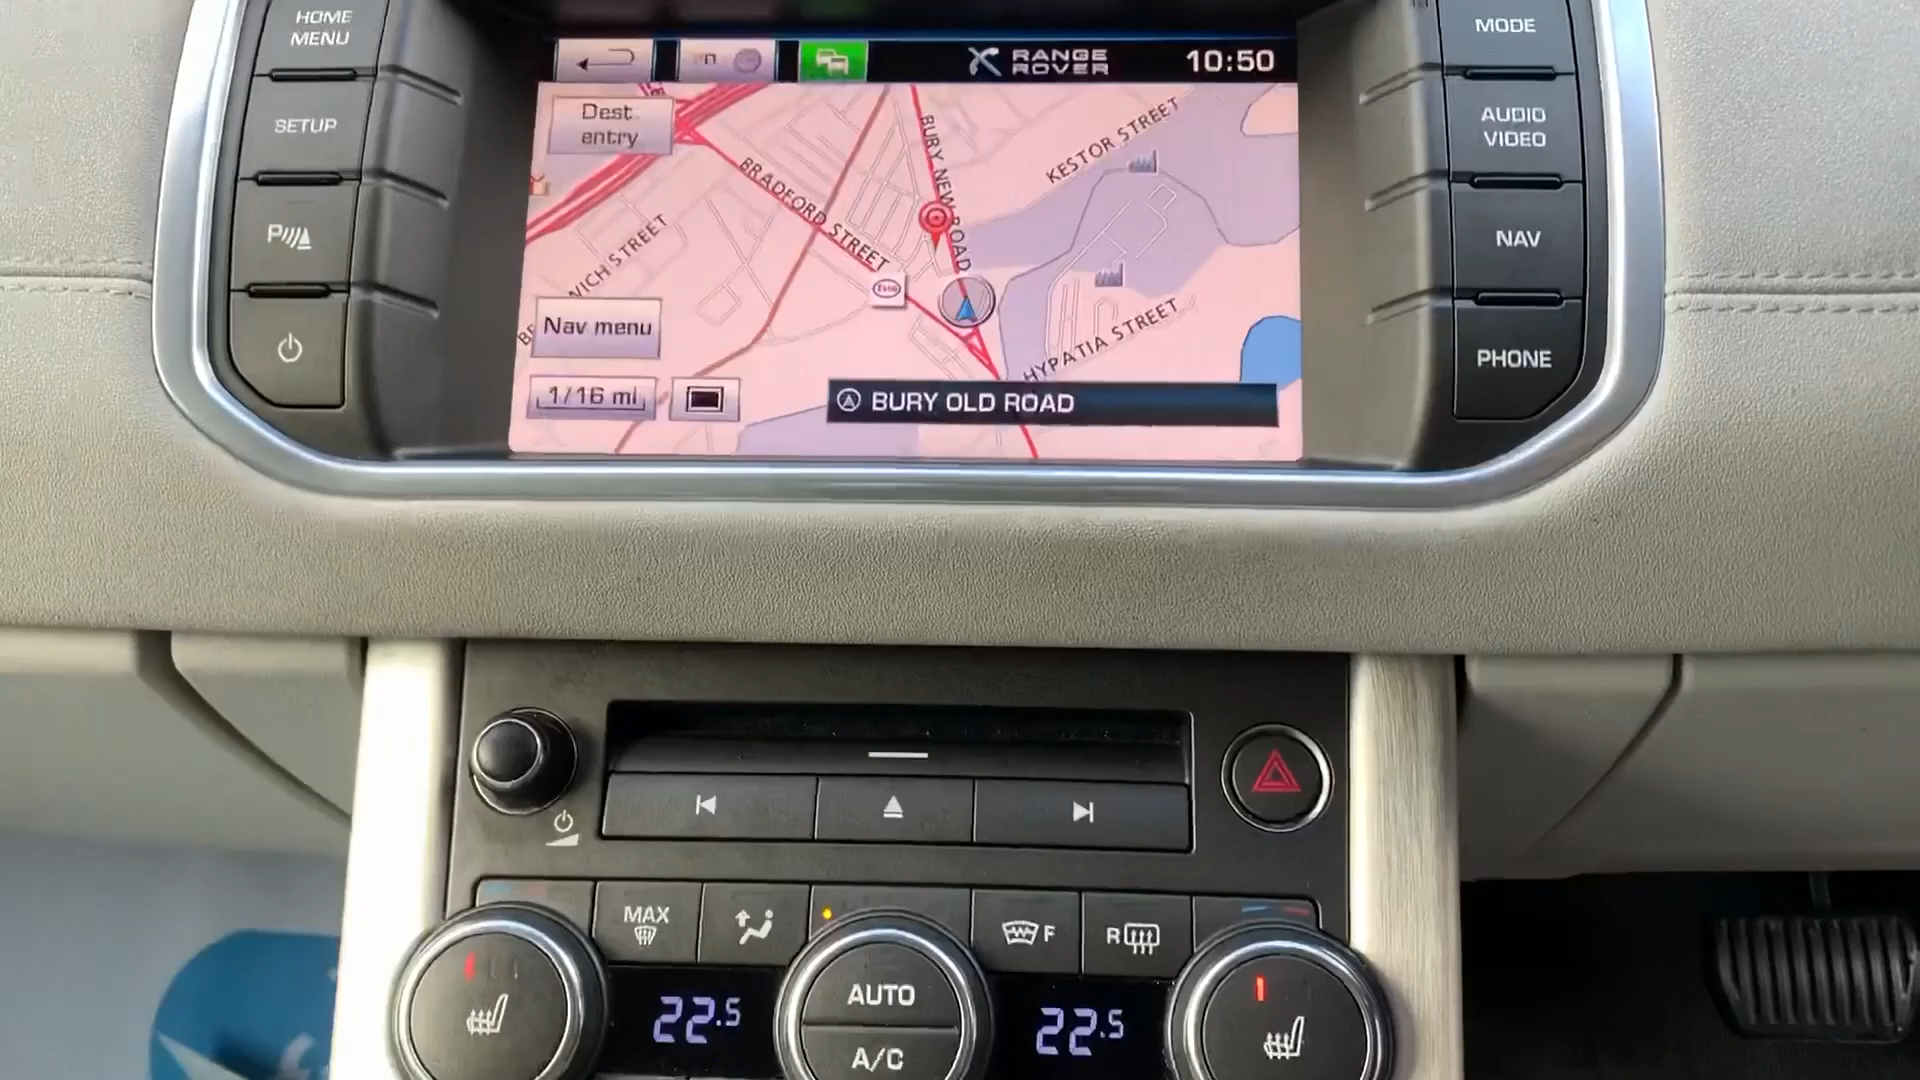 HOME
MENU
SETUP
P
RANGE
ROVER
10:50
Dest.
entry
BURY NEW ROAD
KESTOR STREET
BRADFORD STREET
VICH STREET
Esso
Nav menu
HYPATIA STREET
1/16 mi
BURY OLD ROAD
MODE
AUDIO
VIDEO
NAV
PHONE
MAX
F
R
22.5
AUTO
A/C
22.5